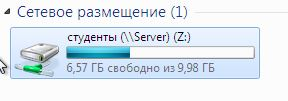 Сетевое размещение (1)
студенты (\\Server) (Z:)
6,57 ГБ свободно из 9,98 ГБ